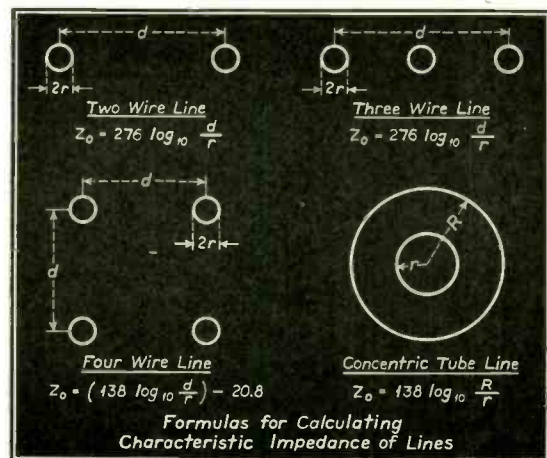 d
2r
Two Wire Line
Z₀ = 276 log₁₀ d/r
d
2r
Three Wire Line
Z₀ = 276 log₁₀ d/r
d
d
2r
Four Wire Line
Z₀ = (138 log₁₀ d/r) - 20.8
R
r
Concentric Tube Line
Z₀ = 138 log₁₀ R/r
Formulas for Calculating
Characteristic Impedance of Lines